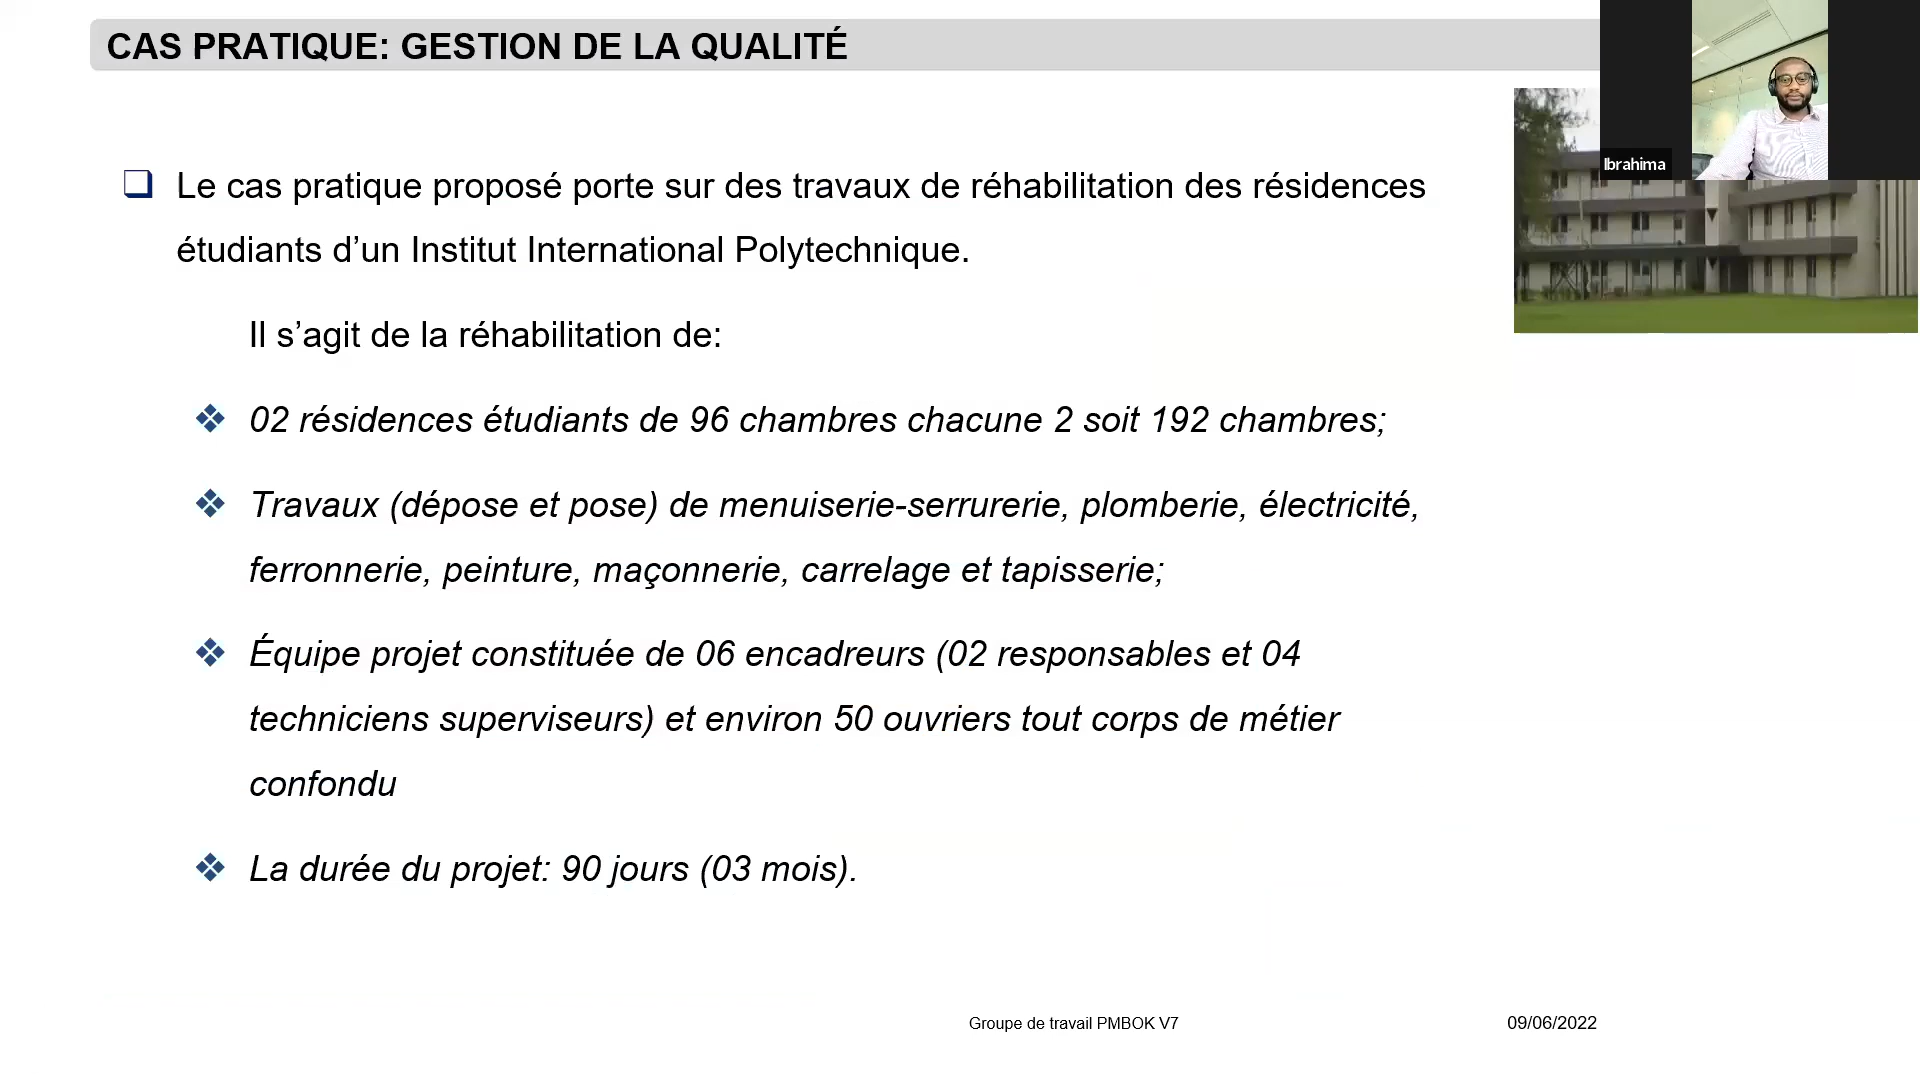 CAS PRATIQUE: GESTION DE LA QUALITÉ
Ibrahima
Le cas pratique proposé porte sur des travaux de réhabilitation des résidences
étudiants d’un Institut International Polytechnique.
Il s’agit de la réhabilitation de:
02 résidences étudiants de 96 chambres chacune 2 soit 192 chambres;
Travaux (dépose et pose) de menuiserie-serrurerie, plomberie, électricité,
ferronnerie, peinture, maçonnerie, carrelage et tapisserie;
Équipe projet constituée de 06 encadreurs (02 responsables et 04
techniciens superviseurs) et environ 50 ouvriers tout corps de métier
confondu
La durée du projet: 90 jours (03 mois).
Groupe de travail PMBOK V7
09/06/2022